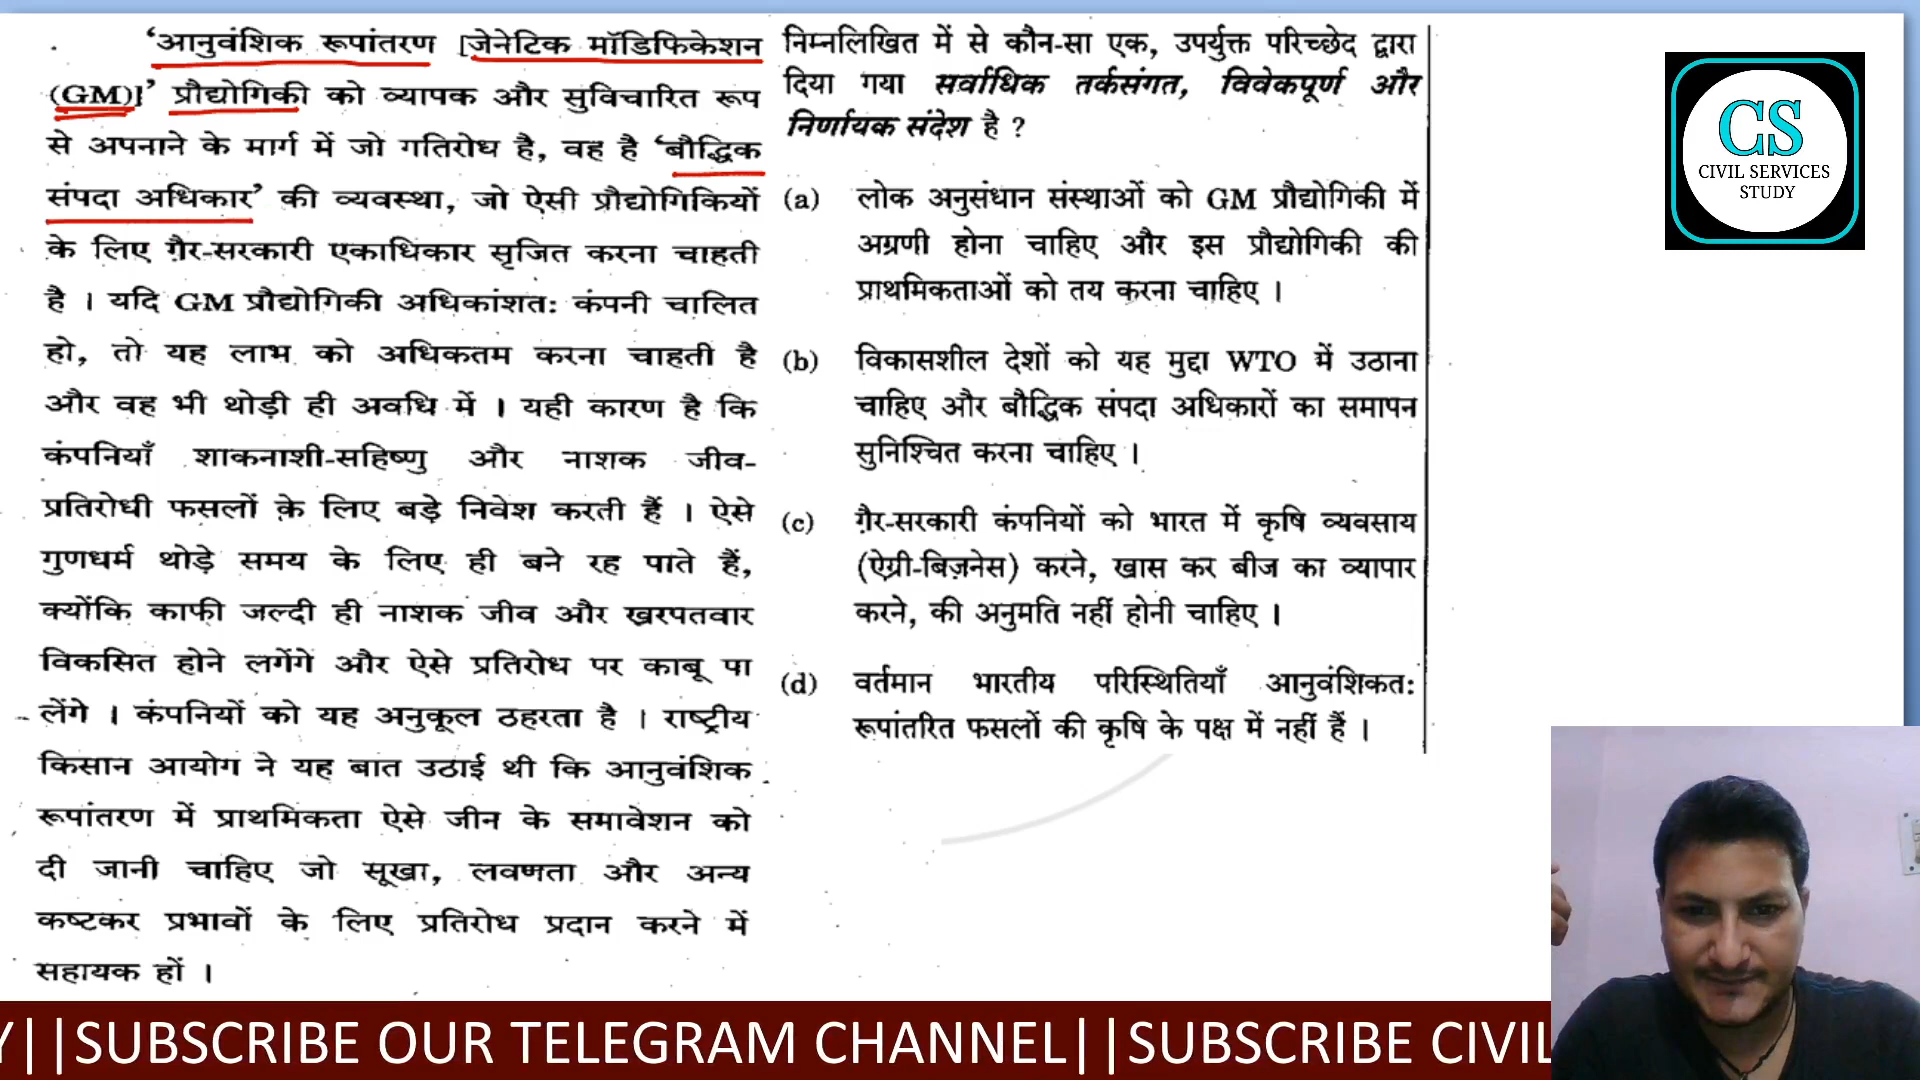 ‘आनुवंशिक रूपांतरण [जेनेटिक मॉडिफिकेशन
(GM)]’ प्रौद्योगिकी को व्यापक और सुविचारित रूप
से अपनाने के मार्ग में जो गतिरोध है, वह है ‘बौद्धिक
संपदा अधिकार’ की व्यवस्था, जो ऐसी प्रौद्योगिकियों
के लिए ग़ैर-सरकारी एकाधिकार सृजित करना चाहती
है । यदि GM प्रौद्योगिकी अधिकांशत: कंपनी चालित
हो, तो यह लाभ को अधिकतम करना चाहती है
और वह भी थोड़ी ही अवधि में । यही कारण है कि
कंपनियाँ शाकनाशी-सहिष्णु और नाशक जीव-
प्रतिरोधी फसलों के लिए बड़े निवेश करती हैं । ऐसे
गुणधर्म थोड़े समय के लिए ही बने रह पाते हैं,
क्योंकि काफी जल्दी ही नाशक जीव और खरपतवार
विकसित होने लगेंगे और ऐसे प्रतिरोध पर काबू पा
लेंगे । कंपनियों को यह अनुकूल ठहरता है । राष्ट्रीय
किसान आयोग ने यह बात उठाई थी कि आनुवंशिक
रूपांतरण में प्राथमिकता ऐसे जीन के समावेशन को
दी जानी चाहिए जो सूखा, लवणता और अन्य
कष्टकर प्रभावों के लिए प्रतिरोध प्रदान करने में
सहायक हों ।
निम्नलिखित में से कौन-सा एक, उपर्युक्त परिच्छेद द्वारा
दिया गया सर्वाधिक तर्कसंगत, विवेकपूर्ण और
निर्णायक संदेश है ?
(a) लोक अनुसंधान संस्थाओं को GM प्रौद्योगिकी में
अग्रणी होना चाहिए और इस प्रौद्योगिकी की
प्राथमिकताओं को तय करना चाहिए ।
(b) विकासशील देशों को यह मुद्दा WTO में उठाना
चाहिए और बौद्धिक संपदा अधिकारों का समापन
सुनिश्चित करना चाहिए ।
(c) ग़ैर-सरकारी कंपनियों को भारत में कृषि व्यवसाय
(ऐग्री-बिज़नेस) करने, खास कर बीज का व्यापार
करने, की अनुमति नहीं होनी चाहिए ।
(d) वर्तमान भारतीय परिस्थितियाँ आनुवंशिकत:
रूपांतरित फसलों की कृषि के पक्ष में नहीं हैं ।
CS
CIVIL SERVICES
STUDY
Y||SUBSCRIBE OUR TELEGRAM CHANNEL||SUBSCRIBE CIVIL